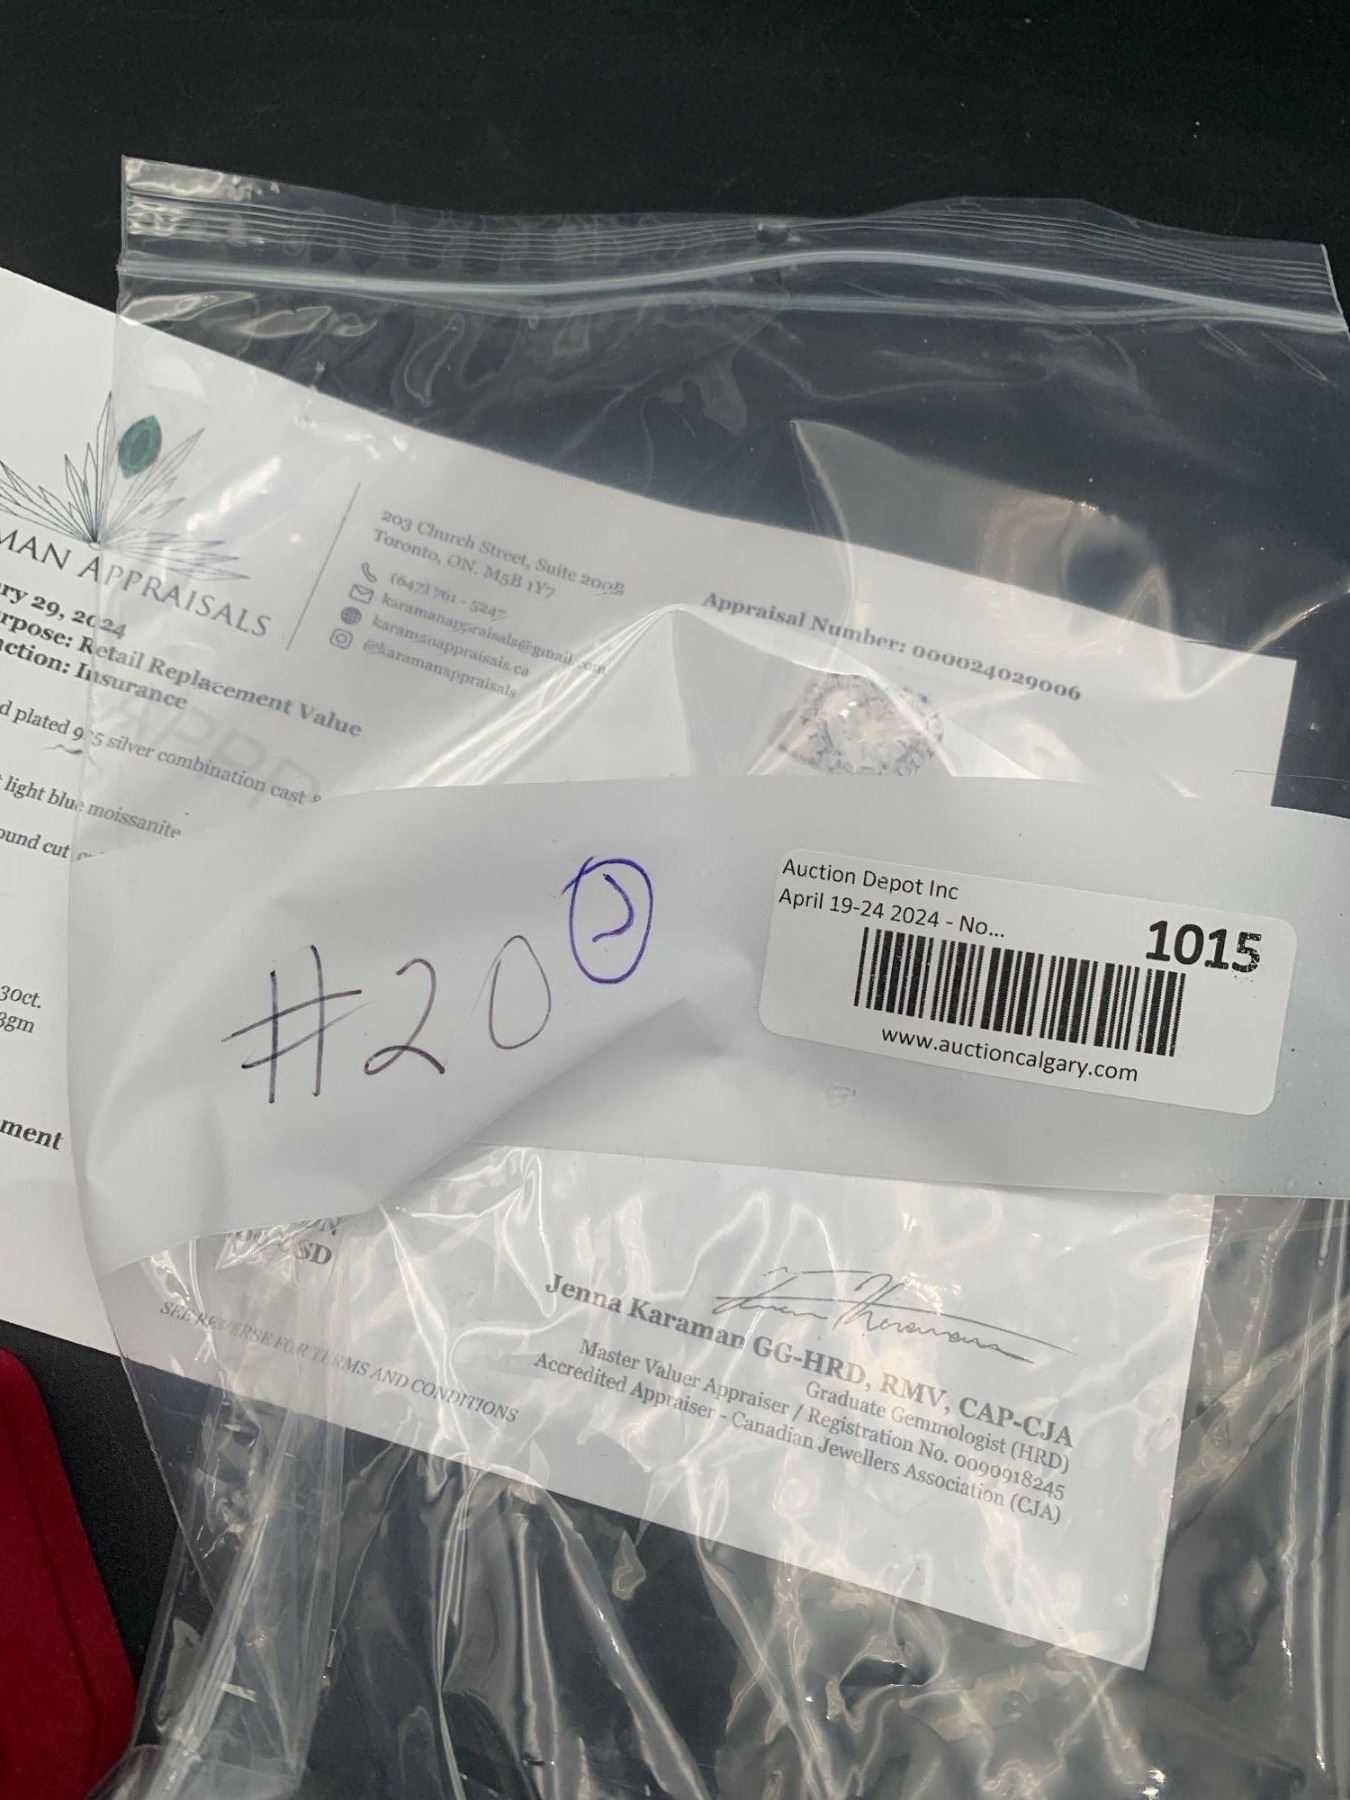 MAN APPRAISALS
203 Church Street, Suite 200B
Toronto, ON. M5B 1Y7
(647) 761 - 5247
karamanappraisals@gmail.com
karamanappraisals.ca
@karamanappraisals
Appraisal Number: 000024029006
ry 29, 2024
rpose: Retail Replacement Value
ction: Insurance
d plated 925 silver combination cast &
light blue moissanite
ound cut
30ct.
3gm
ment
#20
Auction Depot Inc
April 19-24 2024 - No...
1015
www.auctioncalgary.com
SD
SEE REVERSE FOR TERMS AND CONDITIONS
Jenna Karaman GG-HRD, RMV, CAP-CJA
Graduate Gemmologist (HRD)
Master Valuer Appraiser / Registration No. 0090918245
Accredited Appraiser - Canadian Jewellers Association (CJA)